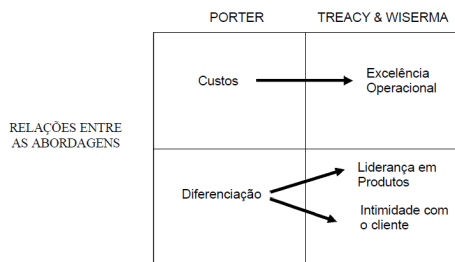 PORTER
TREACY & WISERMA
Custos
Excelência
Operacional
RELAÇÕES ENTRE
AS ABORDAGENS
Diferenciação
Liderança em
Produtos
Intimidade com
o cliente